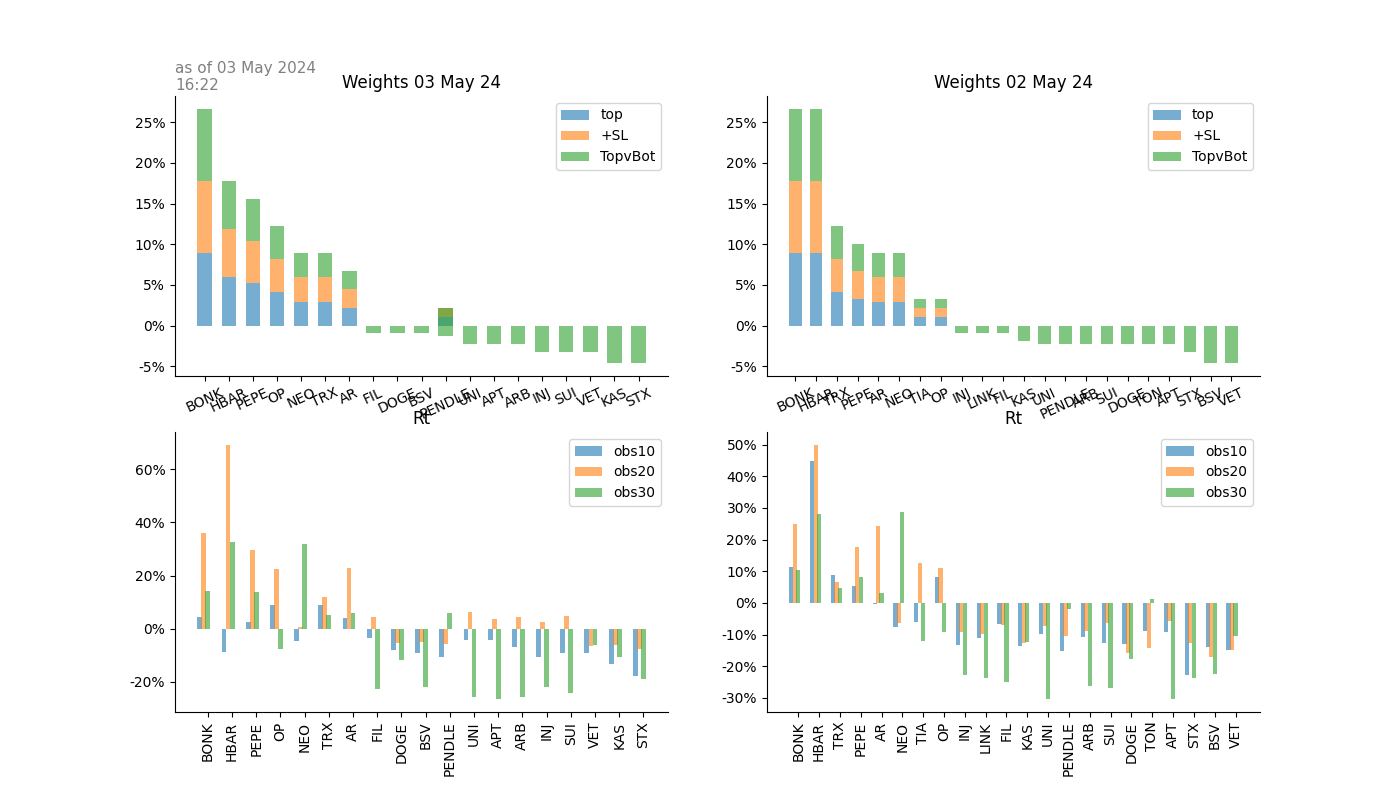 as of 03 May 2024
16:22
Weights 03 May 24
25%
20%
15%
10%
5%
0%
-5%
top
+SL
TopvBot
BONK HBAR PEPE OP NEO TRX AR FIL DOGE BSV PENDLE UNI APT ARB INJ SUI VET KAS STX
Weights 02 May 24
25%
20%
15%
10%
5%
0%
-5%
top
+SL
TopvBot
BONK HBAR TRX PEPE AR NEO TIA OP INJ LINK FIL KAS UNI PENDLE ARB SUI DOGE TON APT STX BSV VET
Rt
60%
40%
20%
0%
-20%
obs10
obs20
obs30
BONK HBAR PEPE OP NEO TRX AR FIL DOGE BSV PENDLE UNI APT ARB INJ SUI VET KAS STX
Rt
50%
40%
30%
20%
10%
0%
-10%
-20%
-30%
obs10
obs20
obs30
BONK HBAR TRX PEPE AR NEO TIA OP INJ LINK FIL KAS UNI PENDLE ARB SUI DOGE TON APT STX BSV VET